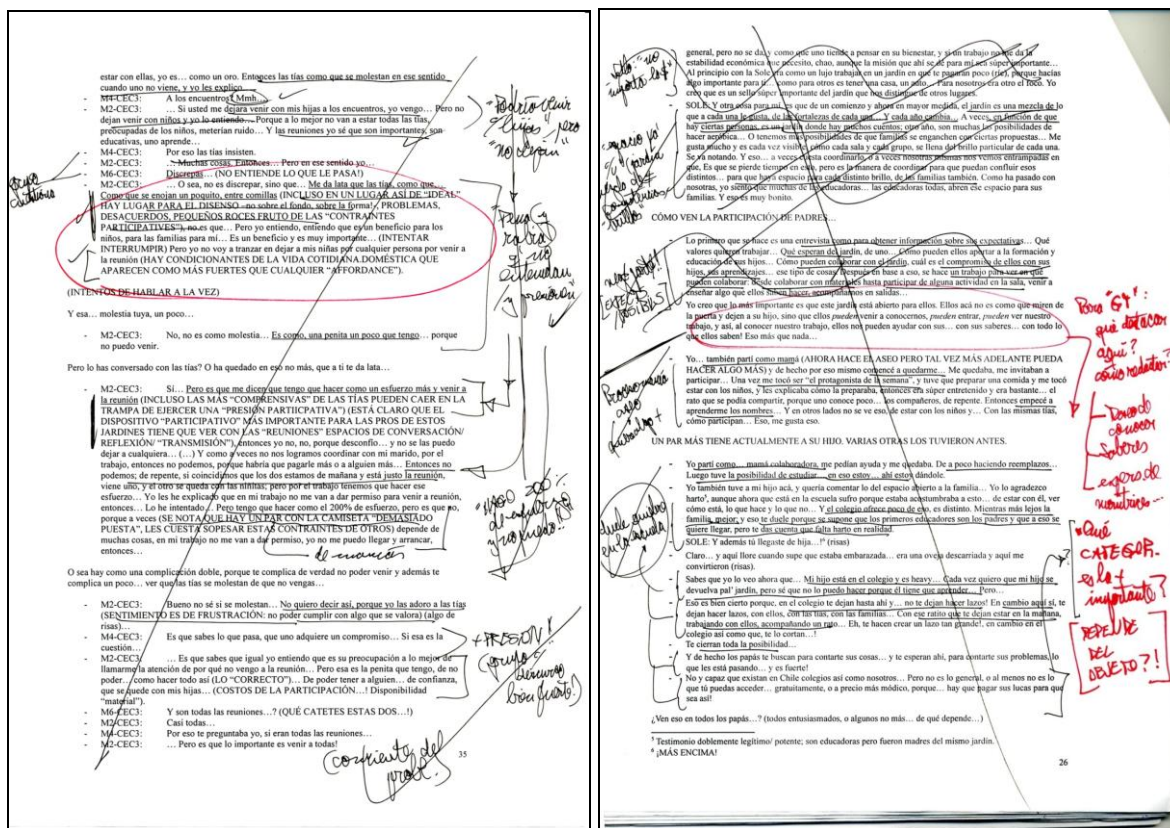 estar con ellas, yo es… como un oro. Entonces las tías como que se molestan en ese sentido
cuando uno no viene, y yo les explico…
- M4-CEC3: A los encuentros? Mmh…
- M2-CEC3: … Si usted me dejara venir con mis hijas a los encuentros, yo vengo… Pero no
dejan venir con niños y yo lo entiendo… Porque a lo mejor no van a estar todas las tías,
preocupadas de los niños, meterían ruido… Y las reuniones yo sé que son importantes, son
educativas, uno aprende…
- M4-CEC3: Por eso las tías insisten.
- M2-CEC3: … Muchas cosas. Entonces… Pero en ese sentido yo…
- M6-CEC3: Discrepas… (NO ENTIENDE LO QUE LE PASA!)
- M2-CEC3: … O sea, no es discrepar, sino que… Me da lata que las tías, como que…
Como que se enojan un poquito, entre comillas (INCLUSO EN UN LUGAR ASÍ DE "IDEAL"
HAY LUGAR PARA EL DISENSO –no sobre el fondo, sobre la forma!-, PROBLEMAS,
DESACUERDOS, PEQUEÑOS ROCES FRUTO DE LAS "CONTRAINTES
PARTICIPATIVES"), no es que… Pero yo entiendo, entiendo que es un beneficio para los
niños, para las familias para mí… Es un beneficio y es muy importante… (INTENTAR
INTERRUMPIR) Pero yo no voy a tranzar en dejar a mis niñas por cualquier persona por venir a
la reunión (HAY CONDICIONANTES DE LA VIDA COTIDIANA.DOMÉSTICA QUE
APARECEN COMO MÁS FUERTES QUE CUALQUIER "AFFORDANCE").
(INTENTOS DE HABLAR A LA VEZ)
Y esa… molestia tuya, un poco…
- M2-CEC3: No, no es como molestia… Es como, una penita un poco que tengo… porque
no puedo venir.
Pero lo has conversado con las tías? O ha quedado en eso no más, que a ti te da lata…
- M2-CEC3: Sí… Pero es que me dicen que tengo que hacer como un esfuerzo más y venir a
la reunión (INCLUSO LAS MÁS "COMPRENSIVAS" DE LAS TÍAS PUEDEN CAER EN LA
TRAMPA DE EJERCER UNA "PRESIÓN PARTIICPATIVA") (ESTÁ CLARO QUE EL
DISPOSITIVO "PARTICIPATIVO" MÁS IMPORTANTE PARA LAS PROS DE ESTOS
JARDINES TIENE QUE VER CON LAS "REUNIONES" ESPACIOS DE CONVERSACIÓN/
REFLEXIÓN/ "TRANSMISIÓN"), entonces yo no, no, porque desconfío… y no se las puedo
dejar a cualquiera… (…) Y como a veces no nos logramos coordinar con mi marido, por el
trabajo, entonces no podemos, porque habría que pagarle más o a alguien más… Entonces no
podemos; de repente, si coincidimos que los dos estamos de mañana y está justo la reunión,
viene uno, y el otro se queda con las niñitas; pero por el trabajo tenemos que hacer ese
esfuerzo… Yo les he explicado que en mi trabajo no me van a dar permiso para venir a reunión,
entonces… Lo he intentado… Pero tengo que hacer como el 200% de esfuerzo, pero es que no,
porque a veces (SE NOTA QUE HAY UN PAR CON LA CAMISETA "DEMASIADO
PUESTA", LES CUESTA SOPESAR ESTAS CONTRAINTES DE OTROS) depende de
muchas cosas, en mi trabajo no me van a dar permiso, yo no me puedo llegar y arrancar,
entonces…
O sea hay como una complicación doble, porque te complica de verdad no poder venir y además te
complica un poco… ver que las tías se molestan de que no vengas…
- M2-CEC3: Bueno no sé si se molestan… No quiero decir así, porque yo las adoro a las tías
(SENTIMIENTO ES DE FRUSTRACIÓN: no poder cumplir con algo que se valora) (algo de
risas)…
- M4-CEC3: Es que sabes lo que pasa, que uno adquiere un compromiso… Si esa es la
cuestión…
- M2-CEC3: … Es que sabes que igual yo entiendo que es su preocupación a lo mejor de
llamarme la atención de por qué no vengo a la reunión… Pero esa es la penita que tengo, de no
poder… como hacer todo así (LO "CORRECTO")… De poder tener a alguien… de confianza,
que se quede con mis hijas… (COSTOS DE LA PARTICIPACIÓN…! Disponibilidad
"material").
- M6-CEC3: Y son todas las reuniones…? (QUÉ CATETES ESTAS DOS…!)
- M2-CEC3: Casi todas…
- M4-CEC3: Por eso te preguntaba yo, si eran todas las reuniones…
- M2-CEC3: … Pero es que lo importante es venir a todas!
35
Podría venir
c/hijas, pero
"no dejan"
Pena (y
rabia)
q' no
entiendan
y presionen
+ PRESIÓN!
general, pero no se da, y como que uno tiende a pensar en su bienestar, y si un trabajo no me da la
estabilidad económica que necesito, chao, aunque la misión que ahí se dé para mí sea súper importante…
Al principio con la Sole era como un lujo trabajar en un jardín en que te pagaran poco (ríe), porque hacías
algo importante para ti… como para otros es tener una casa, un auto… Para nosotros era otro el foco. Yo
creo que es un sello súper importante del jardín que nos distingue de otros lugares.
- SOLE: Y otra cosa para mí, es que de un comienzo y ahora en mayor medida, el jardín es una mezcla de lo
que a cada una le gusta, de las fortalezas de cada una… Y cada año cambia… A veces, en función de que
hay ciertas personas, es un jardín donde hay muchos cuentos; otro año, son muchas las posibilidades de
hacer aeróbica… O tenemos más posibilidades de que familias se enganchen con ciertas propuestas… Me
gusta mucho y es cada vez visible, cómo cada sala y cada grupo, se llena del brillo particular de cada una.
Se va notando. Y eso… a veces cuesta coordinarlo, o a veces nosotras mismas nos vemos entrampadas en
que, Es que se pierde tiempo en esto, pero es la manera de coordinar para que puedan confluir esos
distintos… para que haya espacio para cada distinto brillo, de las familias también. Como ha pasado con
nosotras, yo siento que muchas de las educadoras… las educadoras todas, abren ese espacio para sus
familias. Y eso es muy bonito.
CÓMO VEN LA PARTICIPACIÓN DE PADRES…
- Lo primero que se hace es una entrevista como para obtener información sobre sus expectativas… Qué
valores quieren trabajar… Qué esperan del jardín, de uno… Cómo pueden ellos aportar a la formación y
educación de sus hijos… Cómo pueden colaborar con el jardín, cuál es el compromiso de ellos con sus
hijos, sus aprendizajes… ese tipo de cosas. Después en base a eso, se hace un trabajo para ver en qué
pueden colaborar: desde colaborar con materiales hasta participar de alguna actividad en la sala, venir a
enseñar algo que ellos saben hacer, acompañarnos en salidas…
- Yo creo que lo más importante es que este jardín está abierto para ellos. Ellos acá no es como que miren de
la puerta y dejen a su hijo, sino que ellos pueden venir a conocernos, pueden entrar, pueden ver nuestro
trabajo, y así, al conocer nuestro trabajo, ellos nos pueden ayudar con sus… con sus saberes… con todo lo
que ellos saben! Eso más que nada…
- Yo… también partí como mamá (AHORA HACE EL ASEO PERO TAL VEZ MÁS ADELANTE PUEDA
HACER ALGO MÁS) y de hecho por eso mismo comencé a quedarme… Me quedaba, me invitaban a
participar… Una vez me tocó ser "el protagonista de la semana", y tuve que preparar una comida y me tocó
estar con los niños, y les explicaba cómo la preparaba, entonces era súper entretenido y era bastante… el
rato que se podía compartir, porque uno conoce poco… los compañeros, de repente. Entonces empecé a
aprenderme los nombres… Y en otros lados no se ve eso, de estar con los niños y… Con las mismas tías,
cómo participan… Eso, me gusta eso.
UN PAR MÁS TIENE ACTUALMENTE A SU HIJO. VARIAS OTRAS LOS TUVIERON ANTES.
- Yo partí como… mamá colaboradora, me pedían ayuda y me quedaba. De a poco haciendo reemplazos…
Luego tuve la posibilidad de estudiar… en eso estoy… ahí estoy dándole.
- Yo también tuve a mi hijo acá, y quería comentar lo del espacio abierto a la familia… Yo lo agradezco
harto⁵, aunque ahora que está en la escuela sufro porque estaba acostumbrada a esto… de estar con él, ver
cómo está, lo que hace y lo que no… Y el colegio ofrece poco de eso, es distinto. Mientras más lejos la
familia, mejor; y eso te duele porque se supone que los primeros educadores son los padres y que a eso se
quiere llegar, pero te das cuenta que falta harto en realidad.
- SOLE: Y además tú llegaste de hija…!⁶ (risas)
- Claro… y aquí lloré cuando supe que estaba embarazada… era una oveja descarriada y aquí me
convirtieron (risas).
- Sabes que yo lo veo ahora que… Mi hijo está en el colegio y es heavy… Cada vez quiero que mi hijo se
devuelva pal' jardín, pero sé que no lo puedo hacer porque él tiene que aprender… Pero…
- Eso es bien cierto porque, en el colegio te dejan hasta ahí y… no te dejan hacer lazos! En cambio aquí sí, te
dejan hacer lazos, con ellos, con las tías, con las familias… Con ese ratito que te dejan estar en la mañana,
trabajando con ellos, acompañando un rato… Eh, te hacen crear un lazo tan grande!, en cambio en el
colegio así como que, te lo cortan…!
- Te cierran toda la posibilidad…
- Y de hecho los papás te buscan para contarte sus cosas… y te esperan ahí, para contarte sus problemas, lo
que les está pasando… y es fuerte!
- No y capaz que existan en Chile colegios así como nosotros… Pero no es lo general, o al menos no es lo
que tú puedas acceder… gratuitamente, o a precio más módico, porque… hay que pagar sus lucas para que
sea así!
¿Ven eso en todos los papás…? (todos entusiasmados, o algunos no más… de qué depende…)
⁵ Testimonio doblemente legítimo/ potente; son educadoras pero fueron madres del mismo jardín.
⁶ ¡MÁS ENCIMA!
26
Para "G4":
qué destacar
aquí?
cómo redactar?
Deseo de
conocer
saberes
* Qué
CATEGOR.
es la +
importante?
DEPENDE
DEL
OBJETO?!